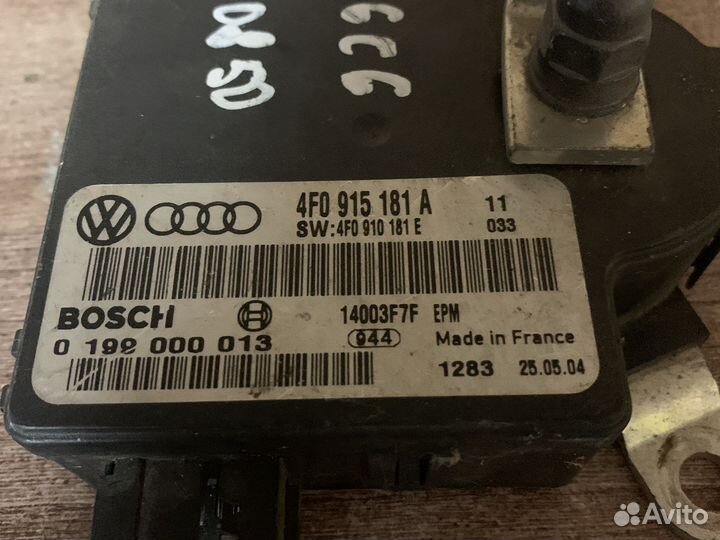 4F0 915 181 A 11
SW:4F0 910 181 E 033
BOSCH 14003F7F EPM
0 192 000 013 944 Made in France
1283 25.05.04
Avito